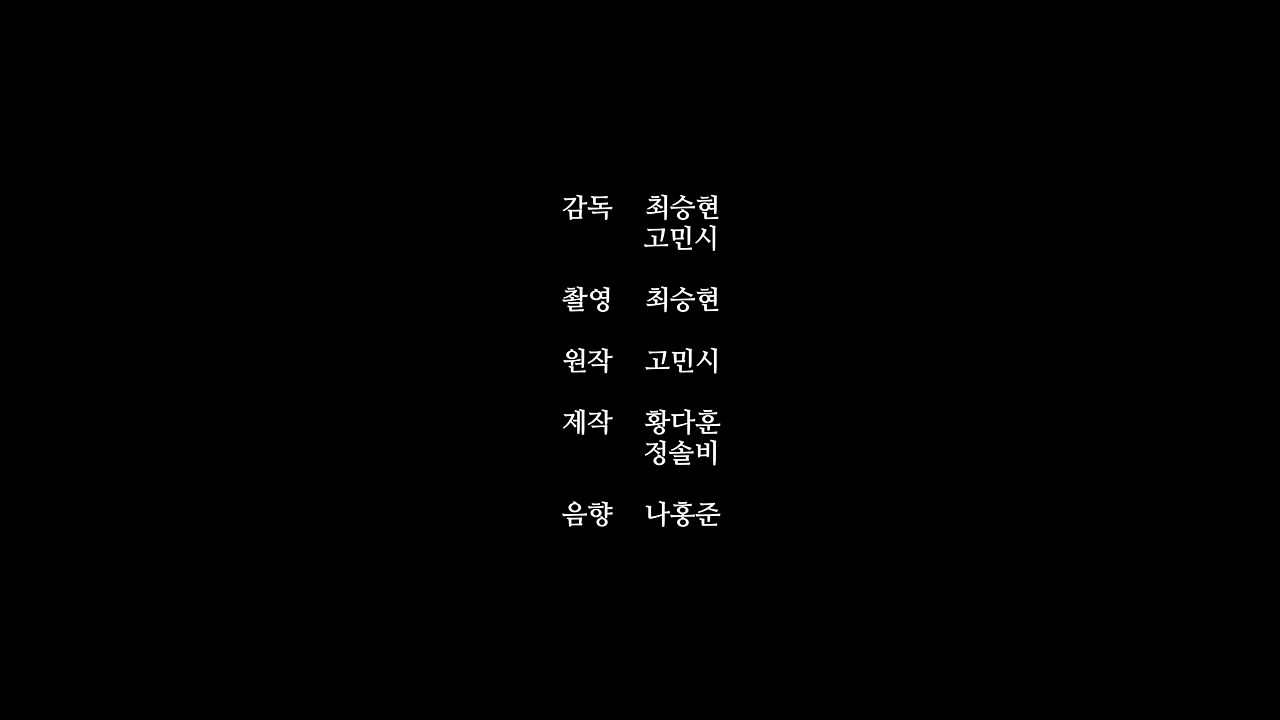 감독 최승현
고민시
촬영 최승현
원작 고민시
제작 황다훈
정솔비
음향 나홍준